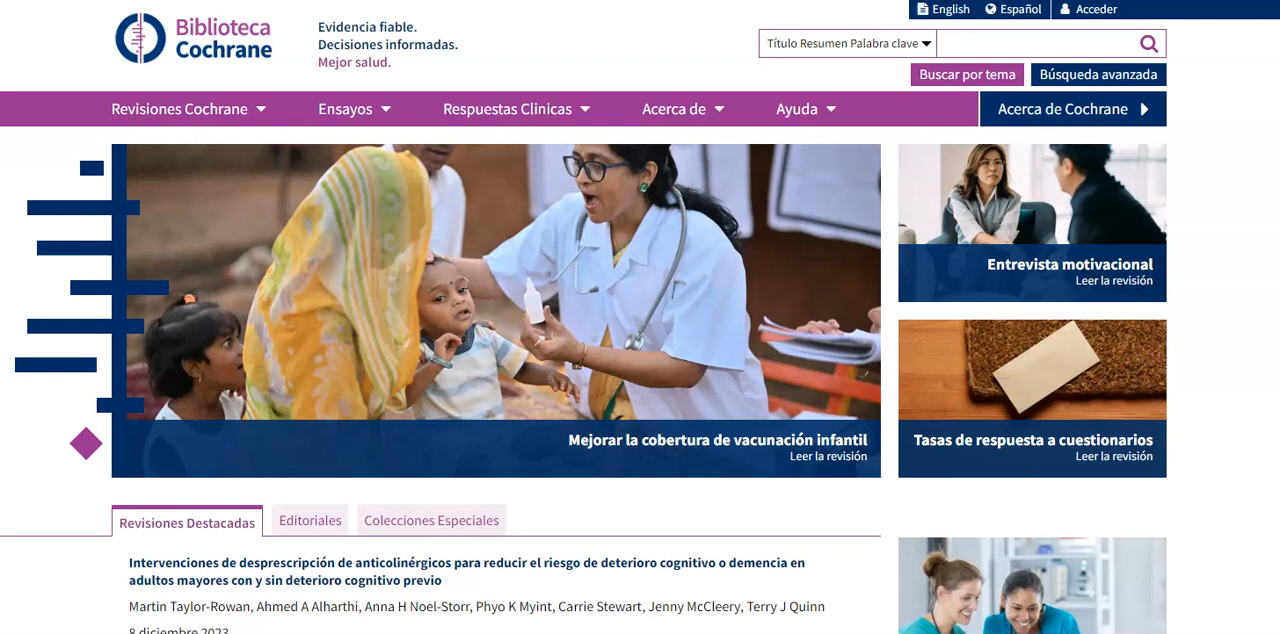 English
Español
Acceder
Biblioteca
Cochrane
Evidencia fiable.
Decisiones informadas.
Mejor salud.
Título Resumen Palabra clave
Buscar por tema
Búsqueda avanzada
Revisiones Cochrane
Ensayos
Respuestas Clinicas
Acerca de
Ayuda
Acerca de Cochrane
Mejorar la cobertura de vacunación infantil
Leer la revisión
Entrevista motivacional
Leer la revisión
Tasas de respuesta a cuestionarios
Leer la revisión
Revisiones Destacadas
Editoriales
Colecciones Especiales
Intervenciones de desprescripción de anticolinérgicos para reducir el riesgo de deterioro cognitivo o demencia en
adultos mayores con y sin deterioro cognitivo previo
Martin Taylor-Rowan, Ahmed A Alharthi, Anna H Noel-Storr, Phyo K Myint, Carrie Stewart, Jenny McCleery, Terry J Quinn
8 diciembre 2023